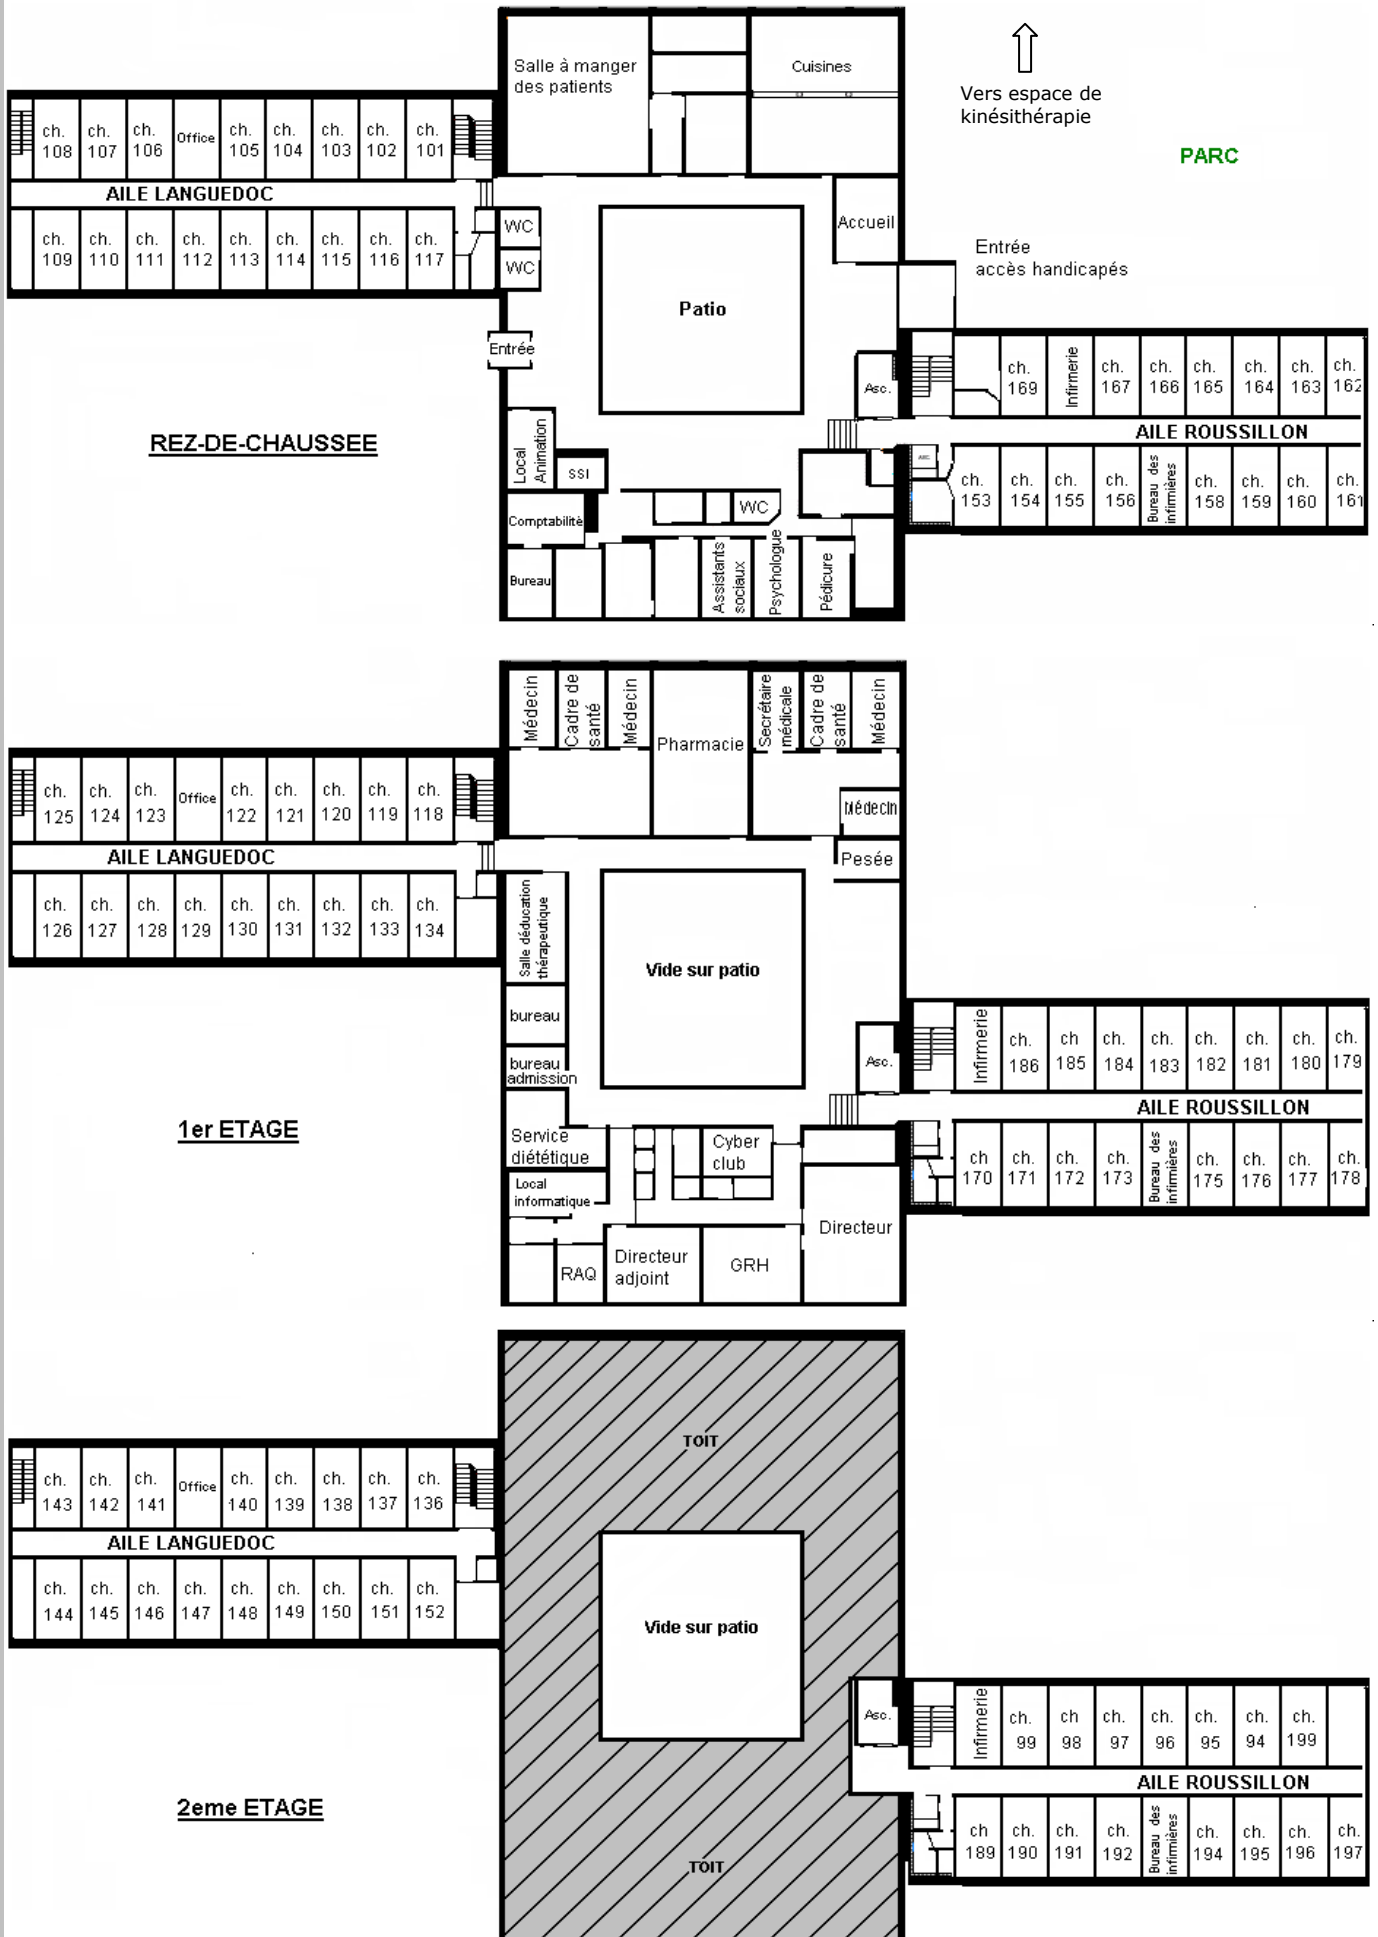 Salle à manger
des patients
Cuisines
Vers espace de
kinésithérapie
PARC
ch.
108
ch.
107
ch.
106
Office
ch.
105
ch.
104
ch.
103
ch.
102
ch.
101
AILE LANGUEDOC
ch.
109
ch.
110
ch.
111
ch.
112
ch.
113
ch.
114
ch.
115
ch.
116
ch.
117
WC
WC
Accueil
Entrée
accès handicapés
Patio
Entrée
Asc.
ch.
169
Infirmerie
ch.
167
ch.
166
ch.
165
ch.
164
ch.
163
ch.
162
AILE ROUSSILLON
REZ-DE-CHAUSSEE
Local
Animation
SSI
ch.
153
ch.
154
ch.
155
ch.
156
Bureau des
infirmières
ch.
158
ch.
159
ch.
160
ch.
161
Comptabilité
WC
Bureau
Assistants
sociaux
Psychologue
Pédicure
Médecin
Cadre de
santé
Médecin
Pharmacie
Secrétaire
médicale
Cadre de
santé
Médecin
Médecin
Pesée
ch.
125
ch.
124
ch.
123
Office
ch.
122
ch.
121
ch.
120
ch.
119
ch.
118
AILE LANGUEDOC
ch.
126
ch.
127
ch.
128
ch.
129
ch.
130
ch.
131
ch.
132
ch.
133
ch.
134
Salle déducation
thérapeutique
Vide sur patio
bureau
bureau
admission
Asc.
Infirmerie
ch.
186
ch
185
ch.
184
ch.
183
ch.
182
ch.
181
ch.
180
ch.
179
AILE ROUSSILLON
1er ETAGE
Service
diététique
Cyber
club
ch
170
ch.
171
ch.
172
ch.
173
Bureau des
infirmières
ch.
175
ch.
176
ch.
177
ch.
178
Local
informatique
RAQ
Directeur
adjoint
GRH
Directeur
TOIT
ch.
143
ch.
142
ch.
141
Office
ch.
140
ch.
139
ch.
138
ch.
137
ch.
136
AILE LANGUEDOC
ch.
144
ch.
145
ch.
146
ch.
147
ch.
148
ch.
149
ch.
150
ch.
151
ch.
152
Vide sur patio
Asc.
Infirmerie
ch.
99
ch
98
ch.
97
ch.
96
ch.
95
ch.
94
ch.
199
AILE ROUSSILLON
2eme ETAGE
ch
189
ch.
190
ch.
191
ch.
192
Bureau des
infirmières
ch.
194
ch.
195
ch.
196
ch.
197
TOIT